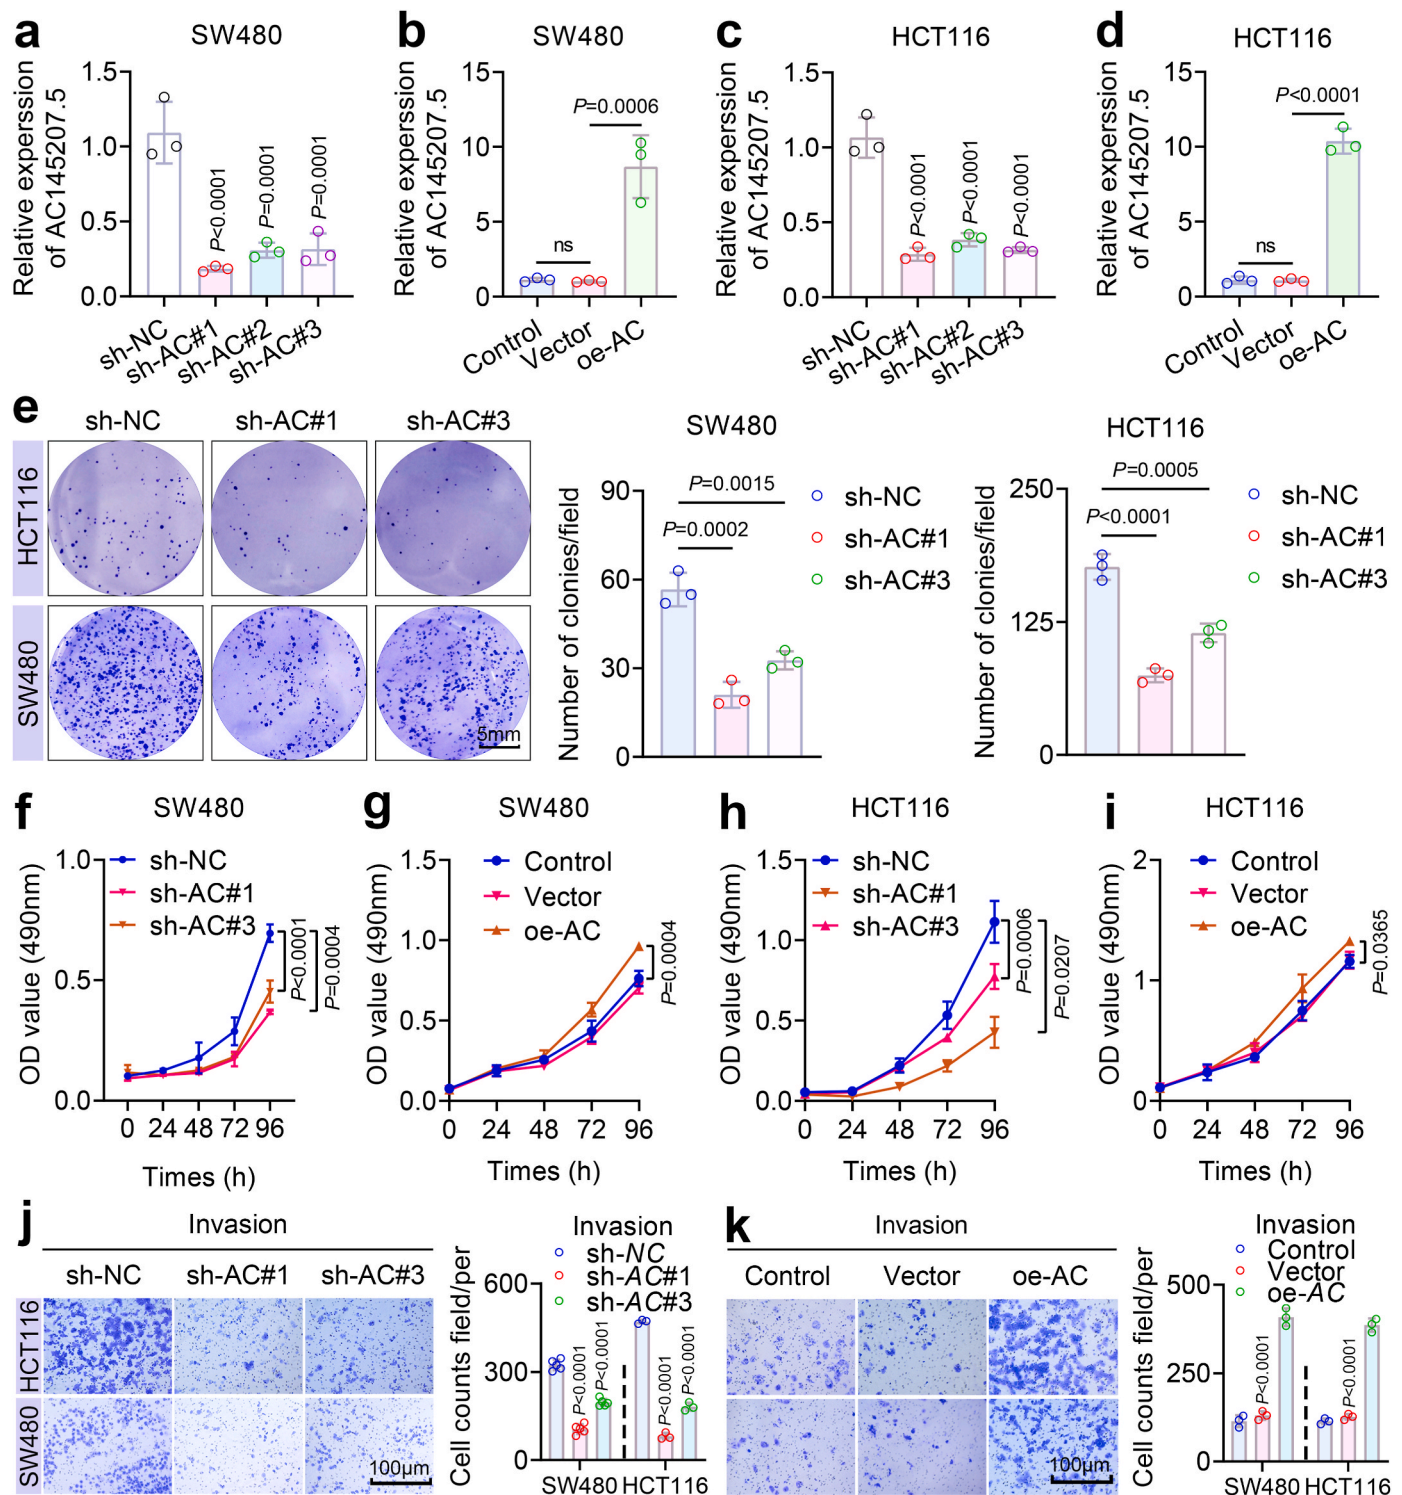 a
SW480
Relative experssion
of AC145207.5
1.5
1.0
0.5
0.0
P<0.0001
P=0.0001
P=0.001
sh-NC
sh-AC#1
sh-AC#2
sh-AC#3
b
SW480
Relative experssion
of AC145207.5
15
10
5
0
ns
P=0.0006
Control
Vector
oe-AC
c
HCT116
Relative experssion
of AC145207.5
1.5
1.0
0.5
0.0
P<0.0001
P<0.0001
P<0.0001
sh-NC
sh-AC#1
sh-AC#2
sh-AC#3
d
HCT116
Relative experssion
of AC145207.5
15
10
5
0
ns
P<0.0001
Control
Vector
oe-AC
e
sh-NC
sh-AC#1
sh-AC#3
HCT116
SW480
5mm
SW480
Number of clonies/field
90
60
30
0
P=0.0015
P=0.0002
sh-NC
sh-AC#1
sh-AC#3
HCT116
Number of clonies/field
250
125
0
P=0.0005
P<0.0001
sh-NC
sh-AC#1
sh-AC#3
f
SW480
OD value (490nm)
1.0
0.5
0.0
sh-NC
sh-AC#1
sh-AC#3
P<0.0001
P=0.0004
0 24 48 72 96
Times (h)
g
SW480
OD value (490nm)
1.5
1.0
0.5
0.0
Control
Vector
oe-AC
P=0.0004
0 24 48 72 96
Times (h)
h
HCT116
OD value (490nm)
1.5
1.0
0.5
0.0
sh-NC
sh-AC#1
sh-AC#3
P=0.0006
P=0.0207
0 24 48 72 96
Times (h)
i
HCT116
OD value (490nm)
2
1
0
Control
Vector
oe-AC
P=0.0365
0 24 48 72 96
Times (h)
j
Invasion
sh-NC
sh-AC#1
sh-AC#3
HCT116
SW480
100μm
Invasion
sh-NC
sh-AC#1
sh-AC#3
Cell counts field/per
600
300
0
P<0.0001
P<0.0001
P<0.0001
P<0.0001
SW480 HCT116
k
Invasion
Control
Vector
oe-AC
100μm
Invasion
Control
Vector
oe-AC
Cell counts field/per
500
250
0
P<0.0001
P<0.0001
SW480 HCT116